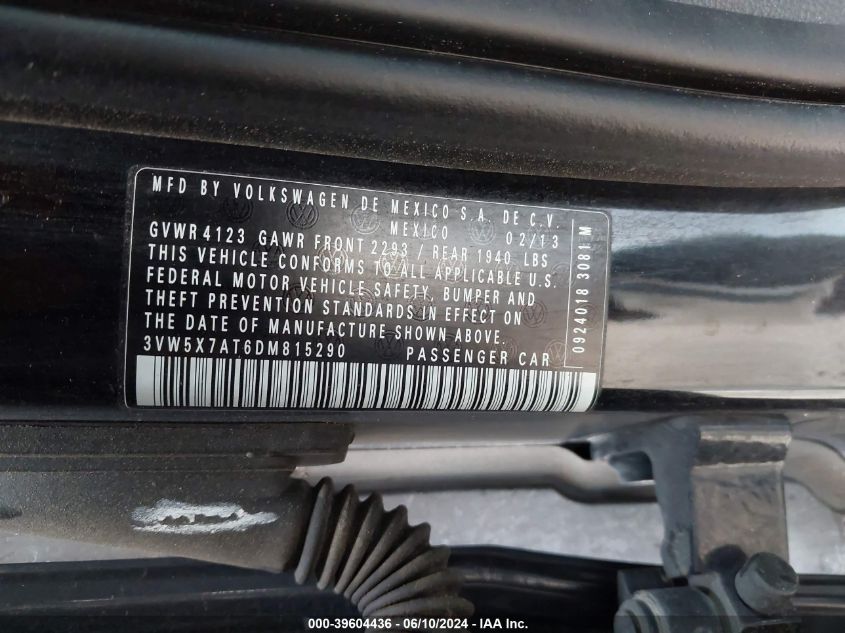 MFD BY VOLKSWAGEN DE MEXICO S.A. DE C.V.
MEXICO 02/13
GVWR 4123 GAWR FRONT 2293 / REAR 1940 LBS
THIS VEHICLE CONFORMS TO ALL APPLICABLE U.S.
FEDERAL MOTOR VEHICLE SAFETY, BUMPER AND
THEFT PREVENTION STANDARDS IN EFFECT ON
THE DATE OF MANUFACTURE SHOWN ABOVE.
3VW5X7AT6DM815290 PASSENGER CAR
0924018 3081 M
000-39604436 - 06/10/2024 - IAA Inc.